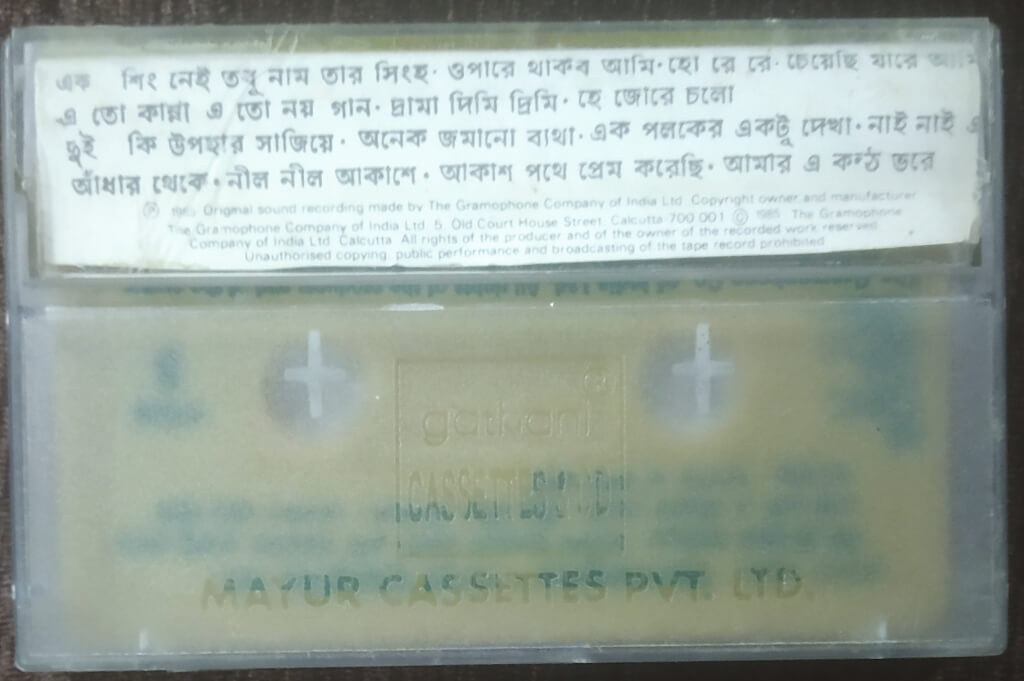 এক শিং নেই তবু নাম তার সিংহ · ওপারে থাকব আমি · হো রে রে · চেয়েছি যারে
এ তো কান্না এ তো নয় গান · দ্রামা দ্রিমি দ্রিমি · হে জোরে চলো
দুই কি উপহার সাজিয়ে · অনেক জমানো ব্যথা · এক পলকের একটু দেখা · নাই নাই এ
আঁধার থেকে · নীল নীল আকাশে · আকাশ পথে প্রেম করেছি · আমার এ কন্ঠ ভরে
Ⓟ Original sound recording made by The Gramophone Company of India Ltd. Copyright owner and manufacturer
The Gramophone Company of India Ltd. 5, Old Court House Street, Calcutta 700 001 © 1985 The Gramophone
Company of India Ltd. Calcutta. All rights of the producer and of the owner of the recorded work reserved
Unauthorised copying, public performance and broadcasting of the tape record prohibited
gathani
CASSETTES
MAYUR CASSETTES PVT. LTD.